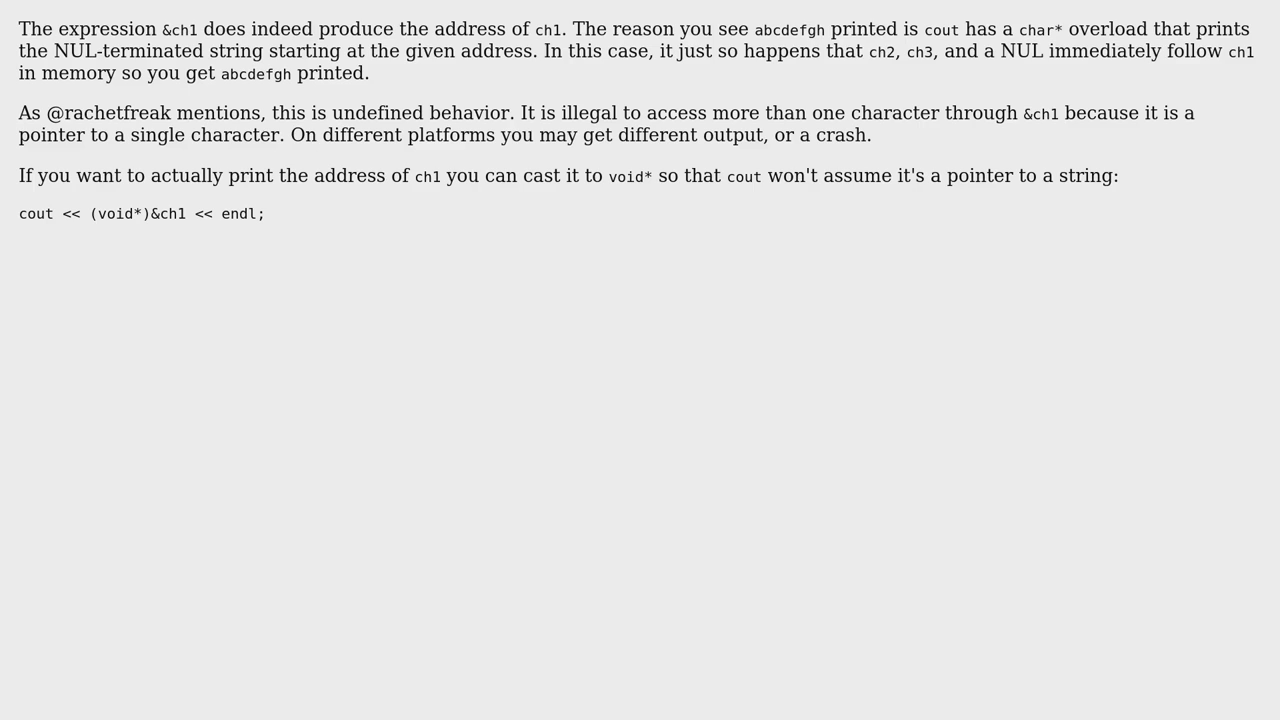 The expression &ch1 does indeed produce the address of ch1. The reason you see abcdefgh printed is cout has a char* overload that prints
the NUL-terminated string starting at the given address. In this case, it just so happens that ch2, ch3, and a NUL immediately follow ch1
in memory so you get abcdefgh printed.
As @rachetfreak mentions, this is undefined behavior. It is illegal to access more than one character through &ch1 because it is a
pointer to a single character. On different platforms you may get different output, or a crash.
If you want to actually print the address of ch1 you can cast it to void* so that cout won't assume it's a pointer to a string:
cout << (void*)&ch1 << endl;